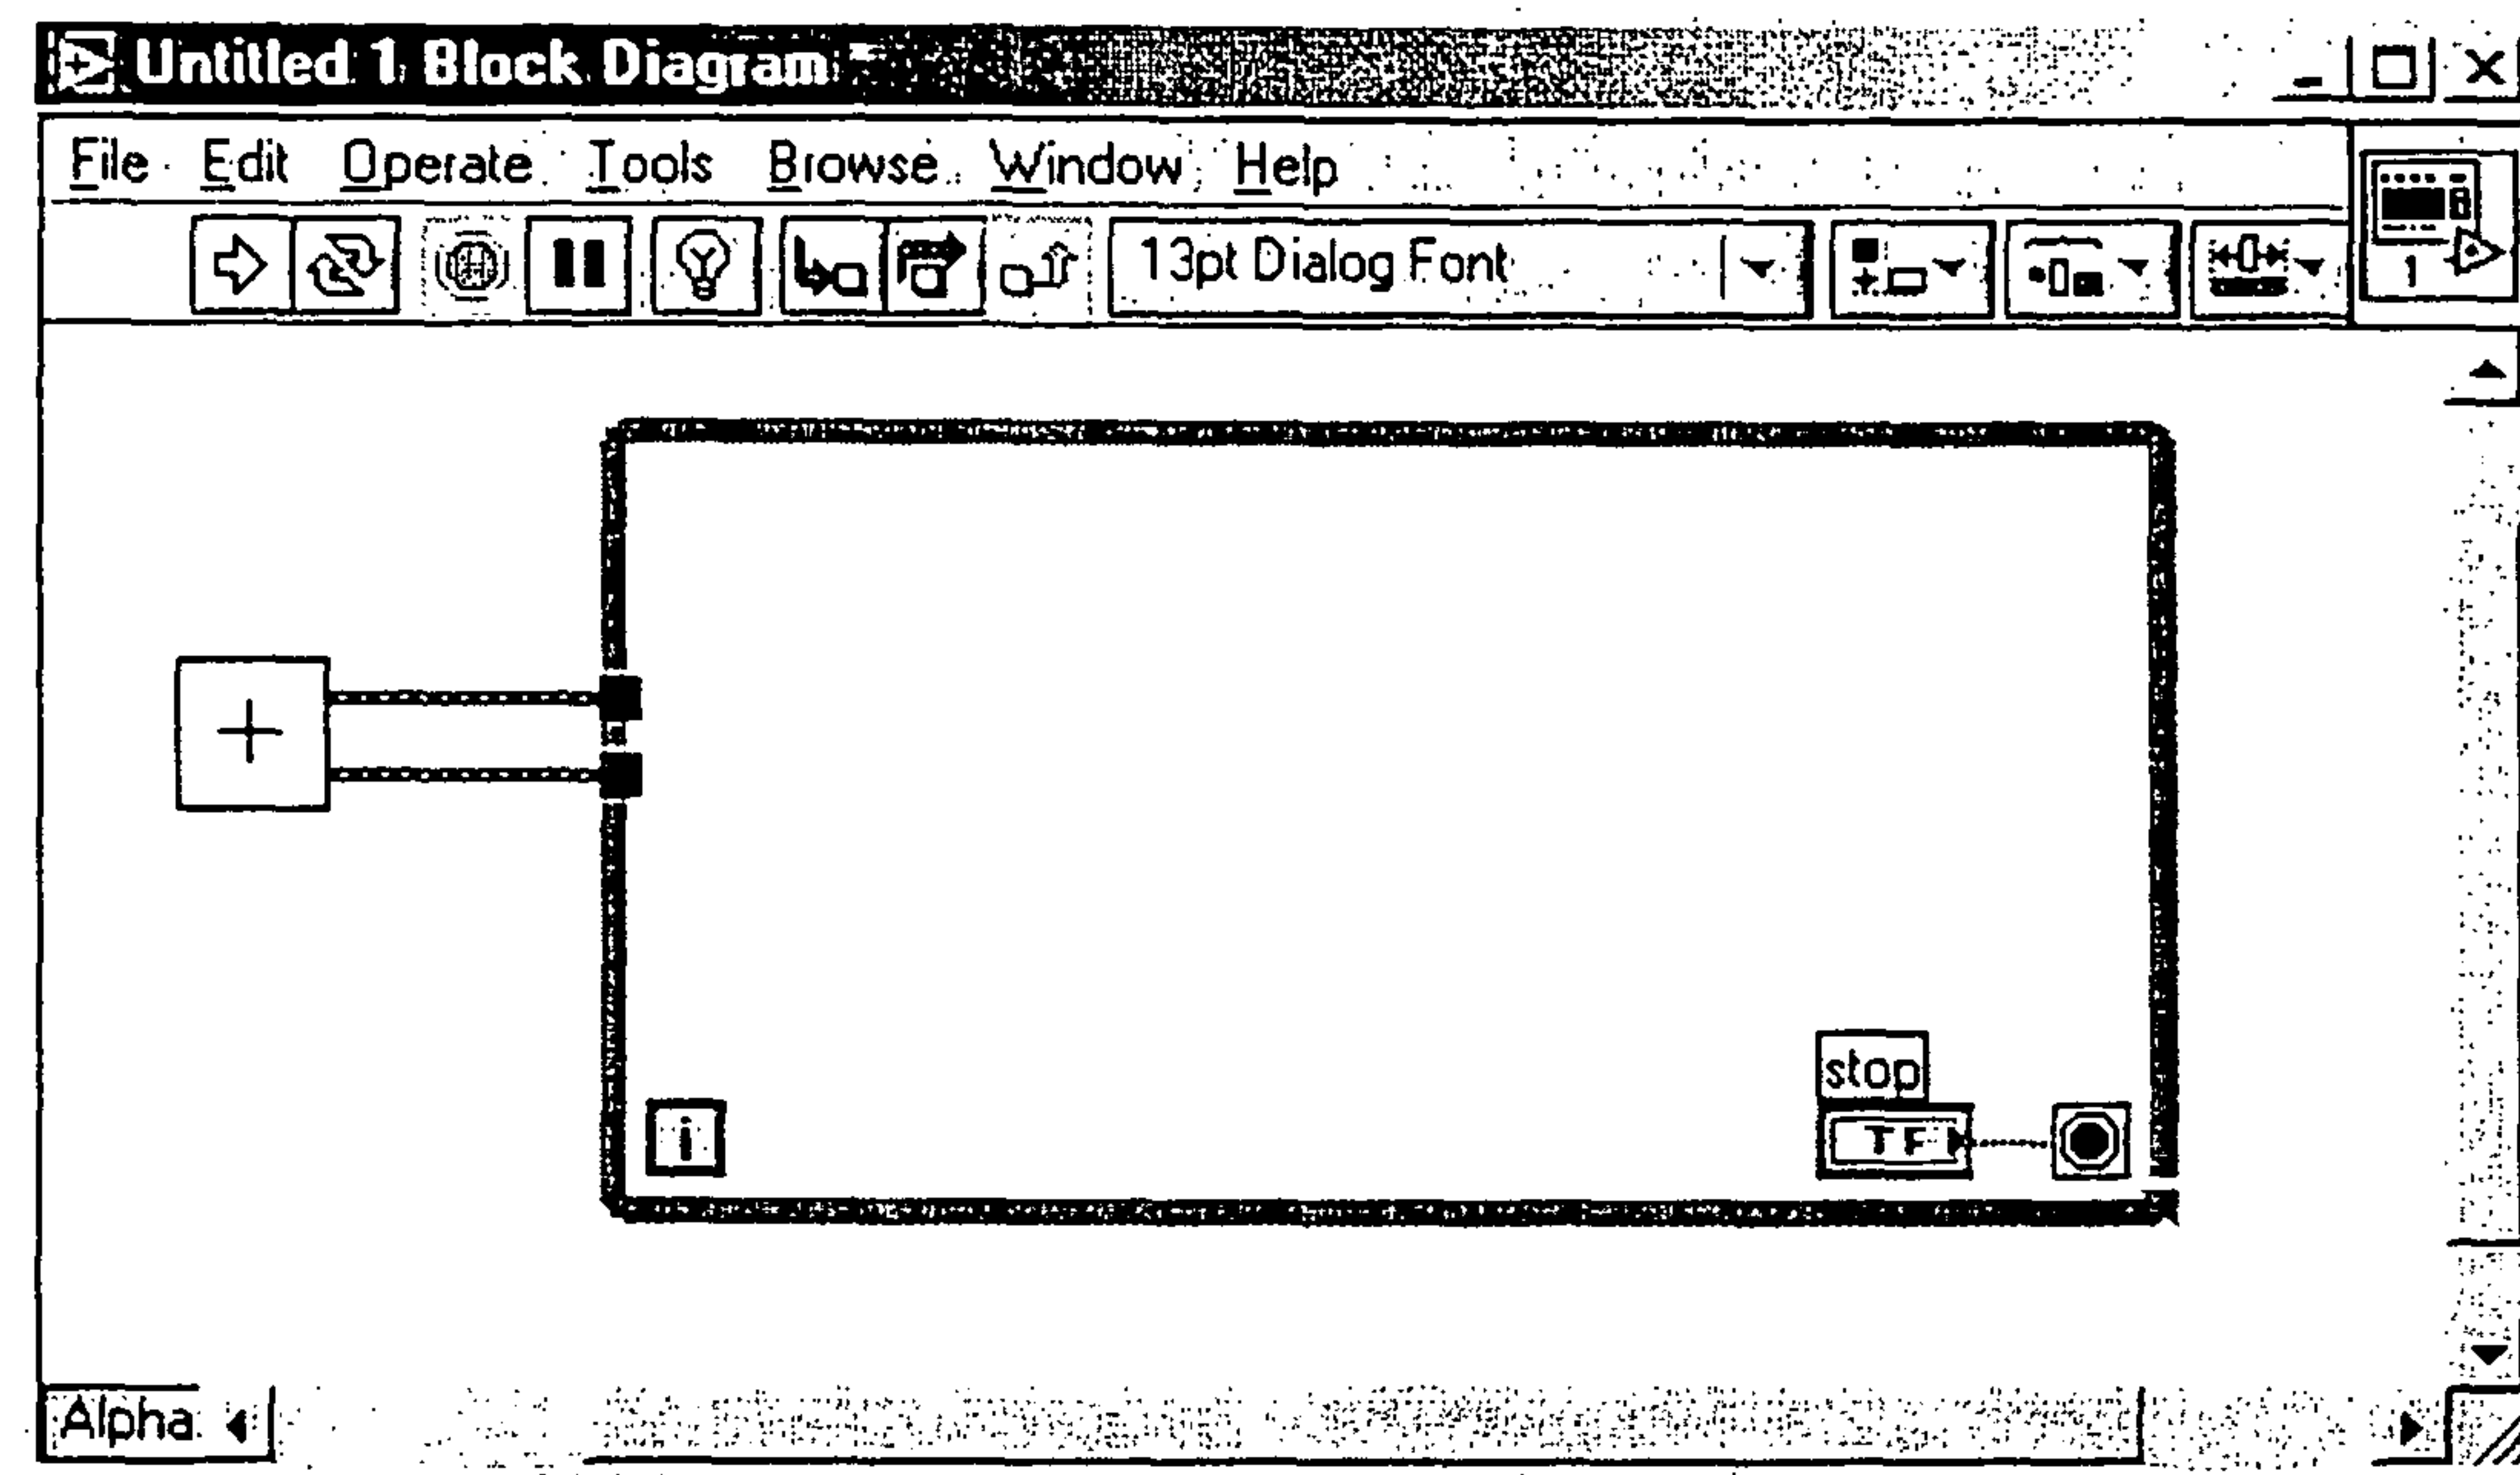 Untitled 1 Block Diagram *
File Edit Operate Tools Browse Window Help
13pt Dialog Font
1
stop
TF
i
Alpha